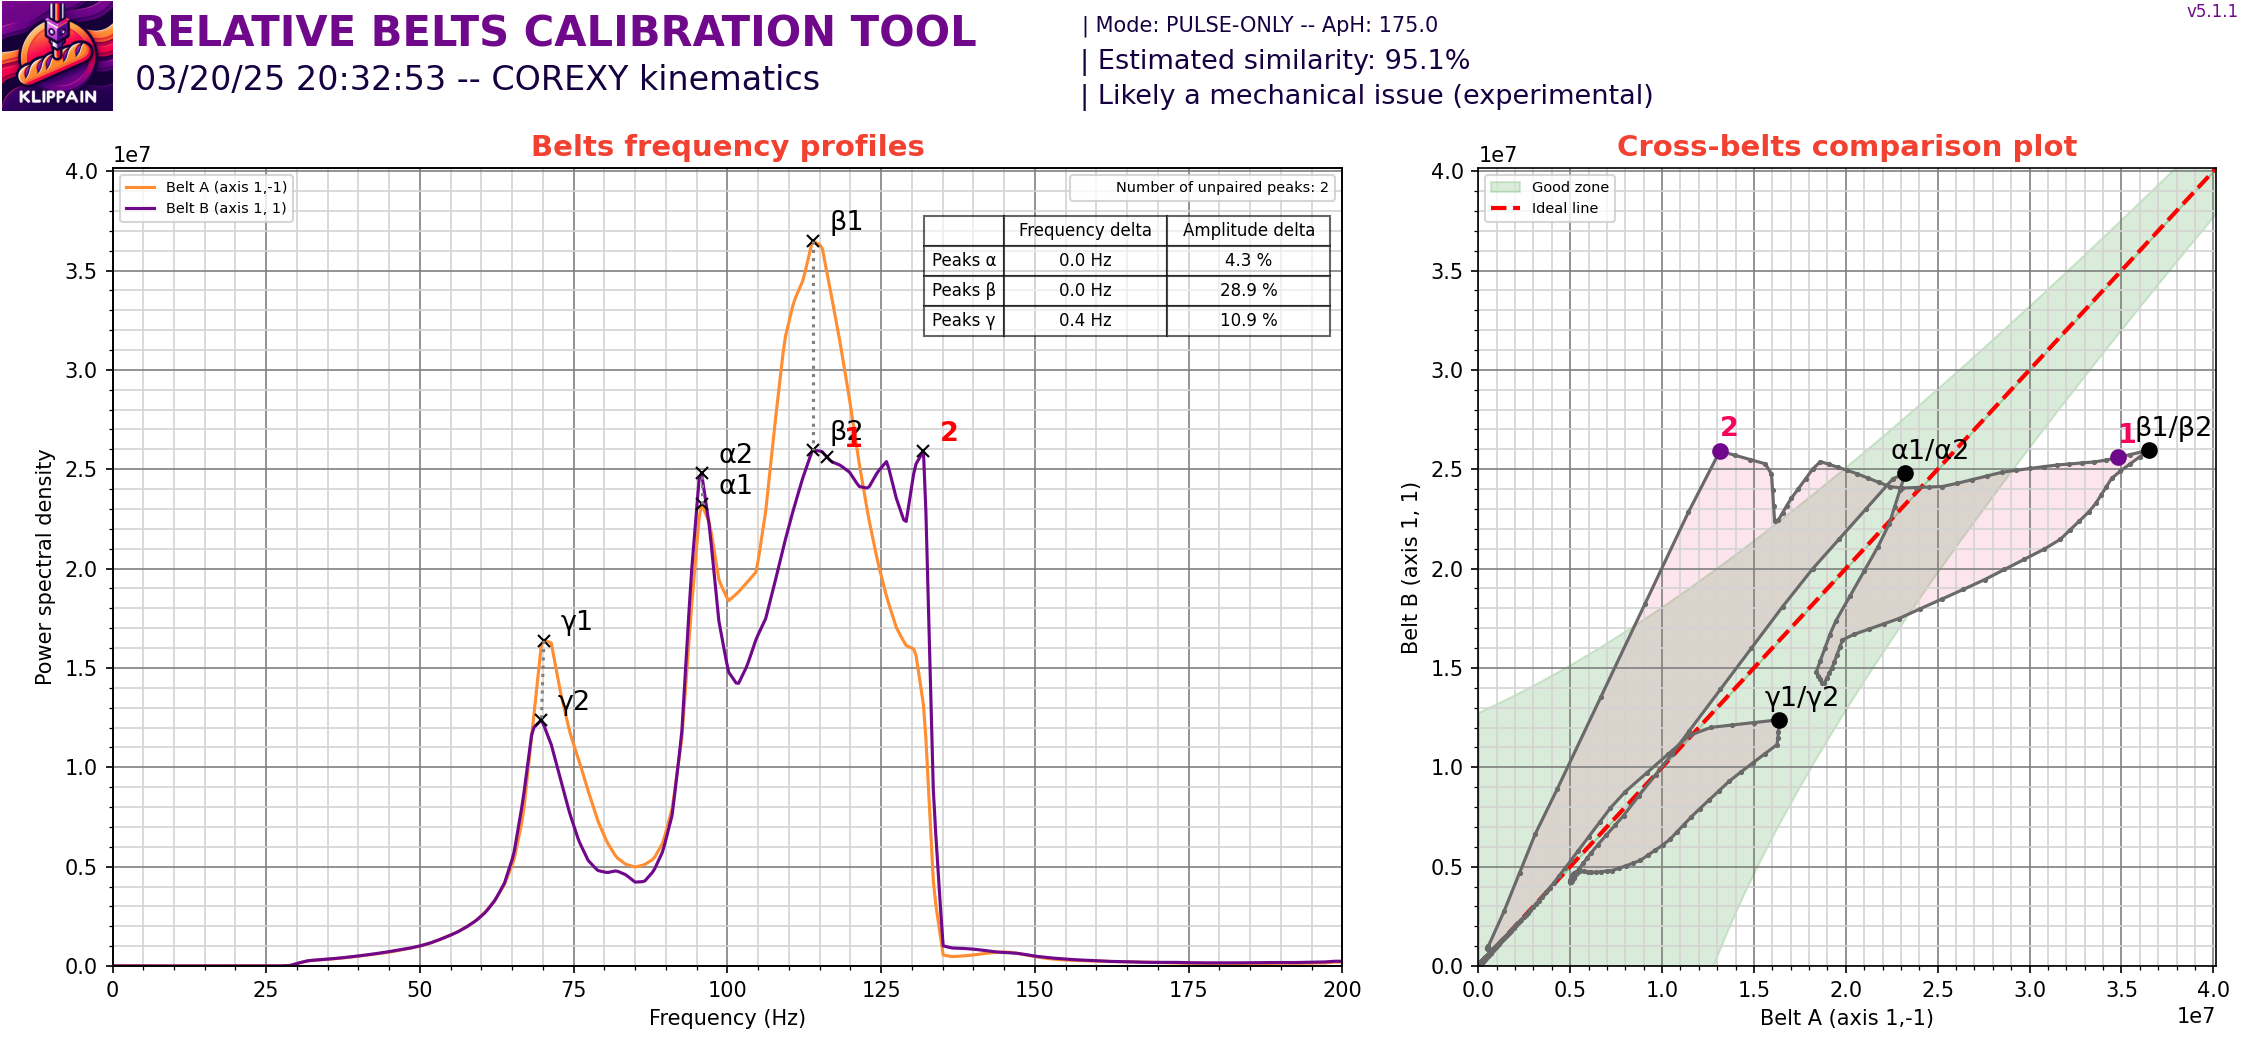 KLIPPAIN
RELATIVE BELTS CALIBRATION TOOL
03/20/25 20:32:53 -- COREXY kinematics
| Mode: PULSE-ONLY -- ApH: 175.0
| Estimated similarity: 95.1%
| Likely a mechanical issue (experimental)
v5.1.1
Belts frequency profiles
1e7
Belt A (axis 1,-1)
Belt B (axis 1, 1)
Number of unpaired peaks: 2
Frequency delta Amplitude delta
Peaks α 0.0 Hz 4.3 %
Peaks β 0.0 Hz 28.9 %
Peaks γ 0.4 Hz 10.9 %
β1
β2
1
2
α2
α1
γ1
γ2
4.0
3.5
3.0
2.5
2.0
1.5
1.0
0.5
0.0
Power spectral density
0 25 50 75 100 125 150 175 200
Frequency (Hz)
Cross-belts comparison plot
1e7
Good zone
Ideal line
2
1
β1/β2
α1/α2
γ1/γ2
4.0
3.5
3.0
2.5
2.0
1.5
1.0
0.5
0.0
Belt B (axis 1, 1)
0.0 0.5 1.0 1.5 2.0 2.5 3.0 3.5 4.0
1e7
Belt A (axis 1,-1)